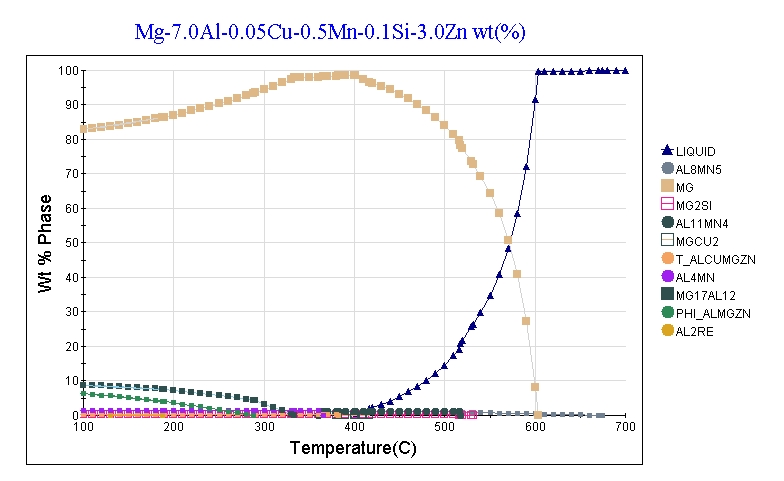 Mg-7.0Al-0.05Cu-0.5Mn-0.1Si-3.0Zn wt(%)
100
90
80
70
60
50
40
30
20
10
0
Wt % Phase
100 200 300 400 500 600 700
Temperature(C)
LIQUID
AL8MN5
MG
MG2SI
AL11MN4
MGCU2
T_ALCUMGZN
AL4MN
MG17AL12
PHI_ALMGZN
AL2RE